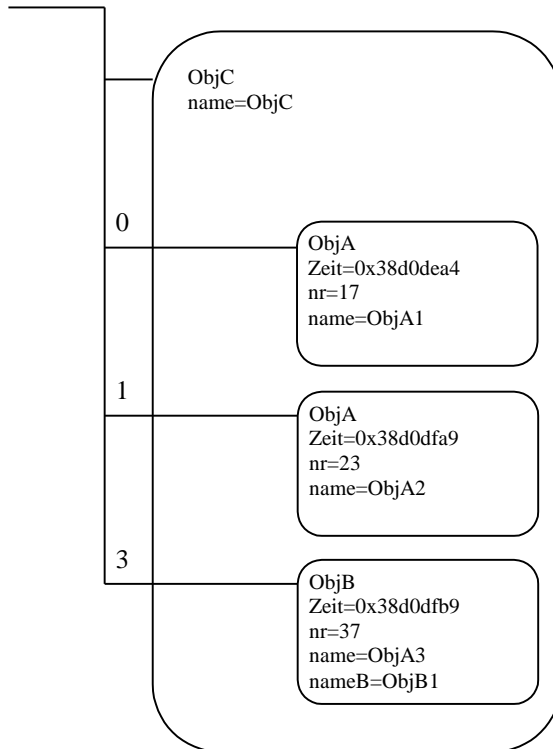 ObjC
name=ObjC
0
ObjA
Zeit=0x38d0dea4
nr=17
name=ObjA1
1
ObjA
Zeit=0x38d0dfa9
nr=23
name=ObjA2
3
ObjB
Zeit=0x38d0dfb9
nr=37
name=ObjA3
nameB=ObjB1